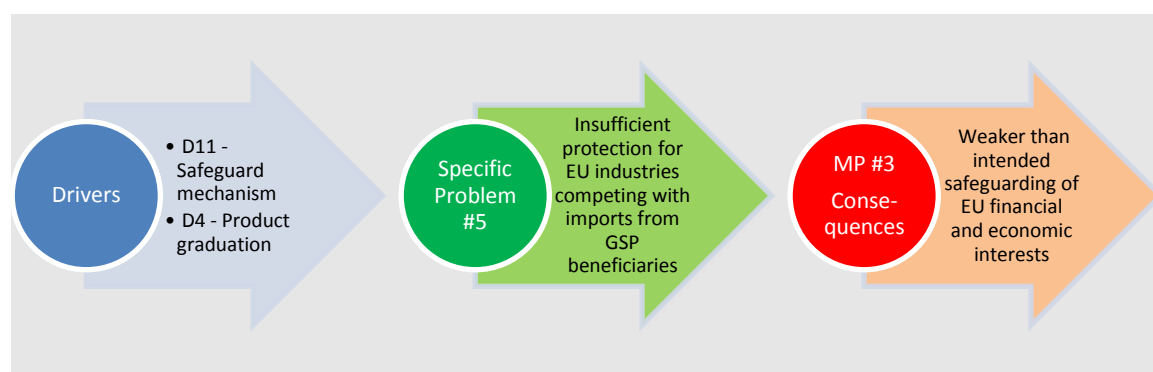 Drivers
• D11 -
Safeguard
mechanism
• D4 - Product
graduation
Specific
Problem
#5
Insufficient
protection for
EU industries
competing with
imports from
GSP
beneficiaries
MP #3
Conse-
quences
Weaker than
intended
safeguarding of
EU financial
and economic
interests